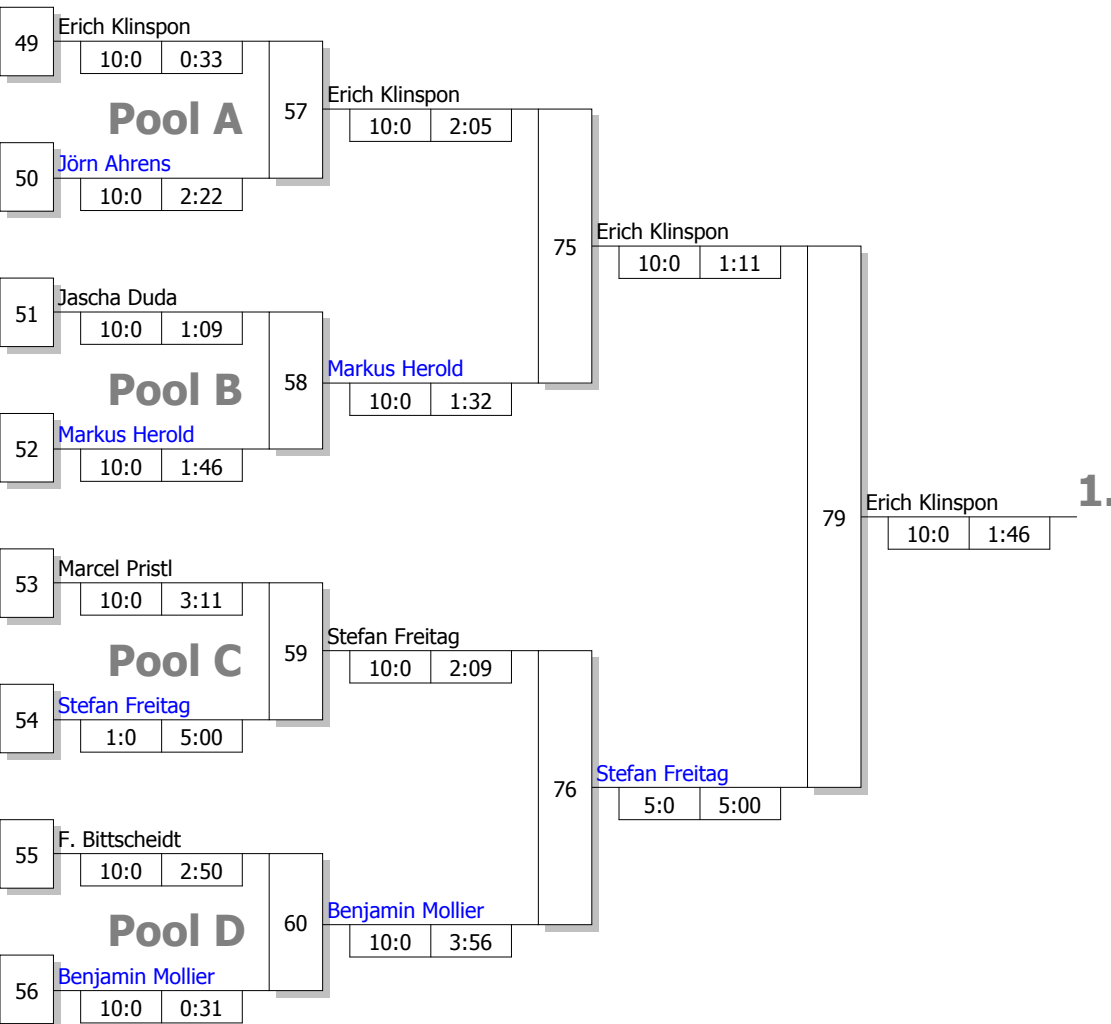 49 Erich Klinspon
10:0 0:33
Pool A
57 Erich Klinspon
10:0 2:05
50 Jörn Ahrens
10:0 2:22
75 Erich Klinspon
10:0 1:11
51 Jascha Duda
10:0 1:09
Pool B
58 Markus Herold
10:0 1:32
52 Markus Herold
10:0 1:46
79 Erich Klinspon 1.
10:0 1:46
53 Marcel Pristl
10:0 3:11
Pool C
59 Stefan Freitag
10:0 2:09
54 Stefan Freitag
1:0 5:00
76 Stefan Freitag
5:0 5:00
55 F. Bittscheidt
10:0 2:50
Pool D
60 Benjamin Mollier
10:0 3:56
56 Benjamin Mollier
10:0 0:31